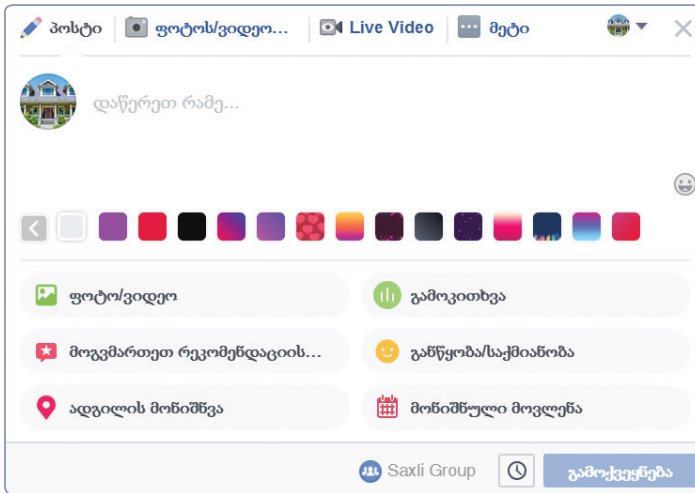 პოსტი ფოტოს/ვიდეო... Live Video მეტი
დაწერეთ რამე...
ფოტო/ვიდეო გამოკითხვა
მოგვმართეთ რეკომენდაციის... განწყობა/საქმიანობა
ადგილის მონიშნვა მონიშნული მოვლენა
Saxli Group გამოქვეყნება